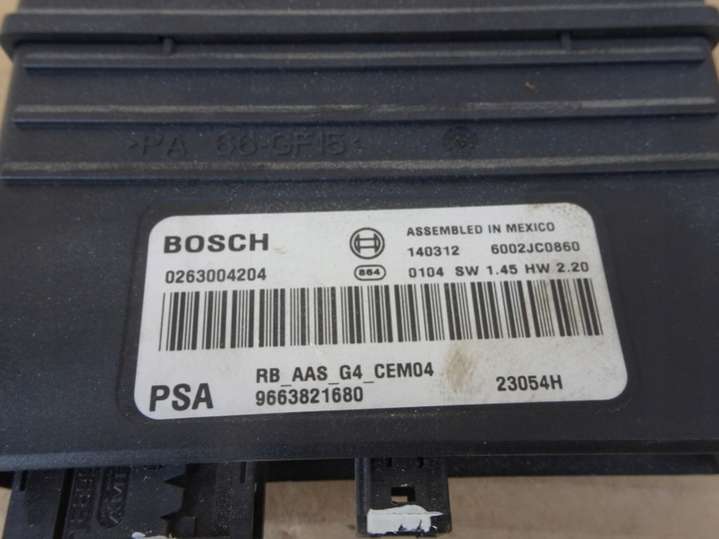 >PA 66-GF15<
BOSCH
ASSEMBLED IN MEXICO
140312 6002JC0860
0263004204
864 0104 SW 1.45 HW 2.20
RB_AAS_G4_CEM04
PSA 9663821680 23054H